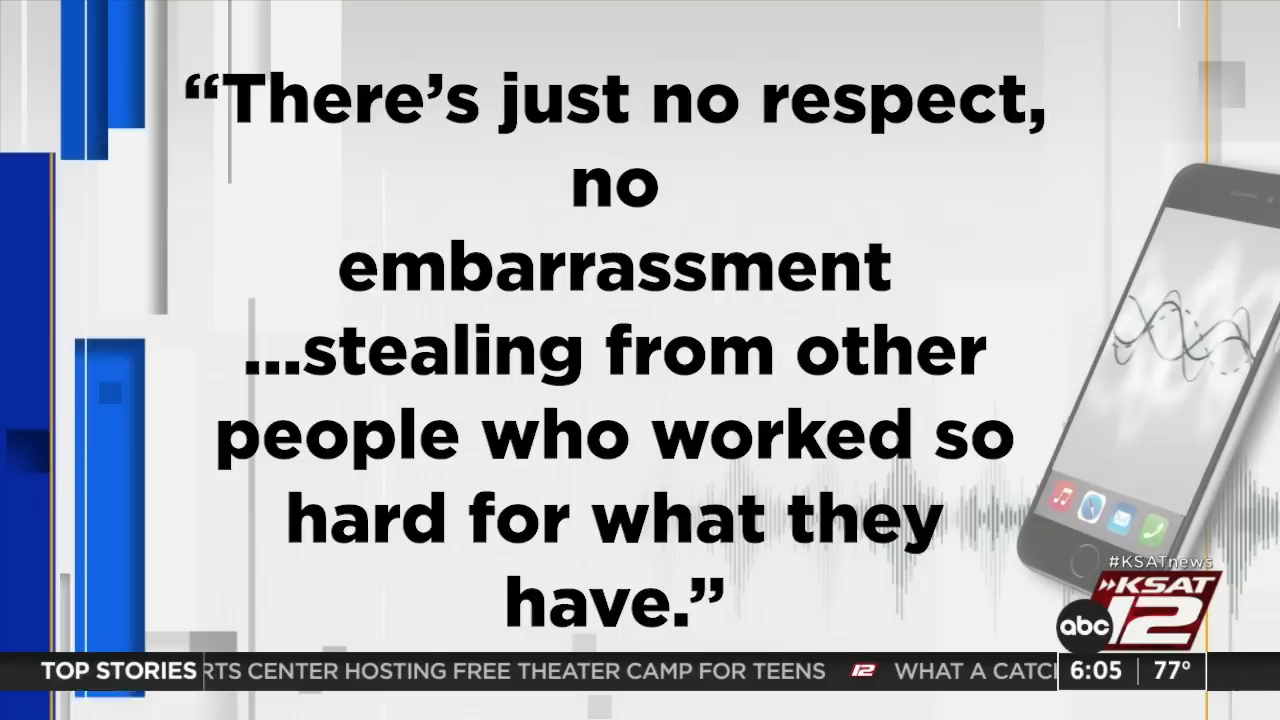 “There’s just no respect,
no
embarrassment
...stealing from other
people who worked so
hard for what they
have.”
#KSATnews
KSAT
abc 12
TOP STORIES RTS CENTER HOSTING FREE THEATER CAMP FOR TEENS 12 WHAT A CATC 6:05 77°